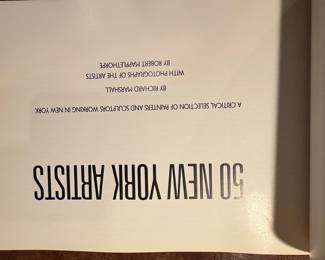 50 NEW YORK ARTISTS
A CRITICAL SELECTION OF PAINTERS AND SCULPTORS WORKING IN NEW YORK
BY RICHARD MARSHALL
WITH PHOTOGRAPHS OF THE ARTISTS
BY ROBERT MAPPLETHORPE